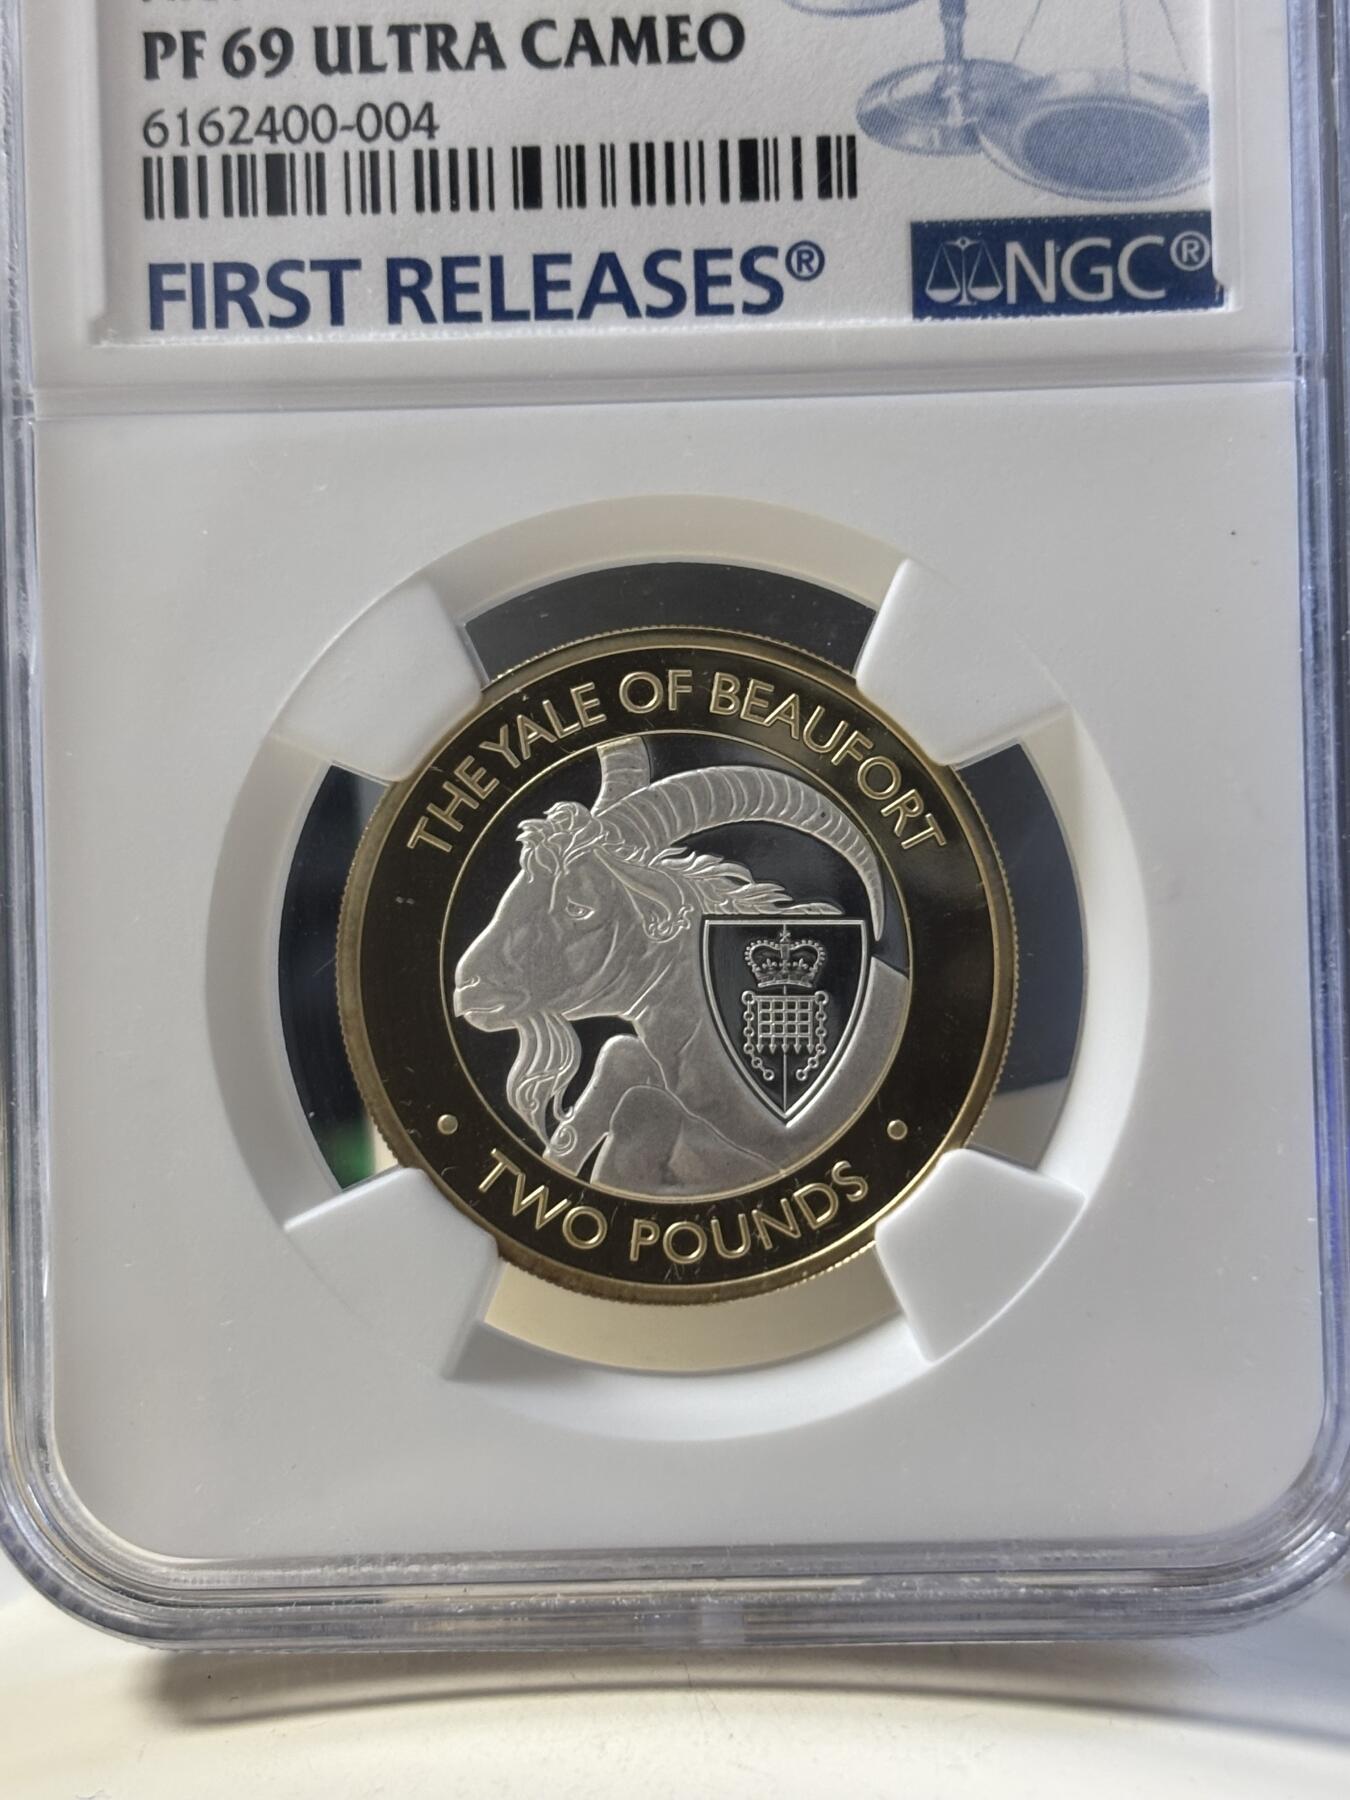 PF 69 ULTRA CAMEO
6162400-004
FIRST RELEASES®
NGC®
THE YALE OF BEAUFORT
• TWO POUNDS •